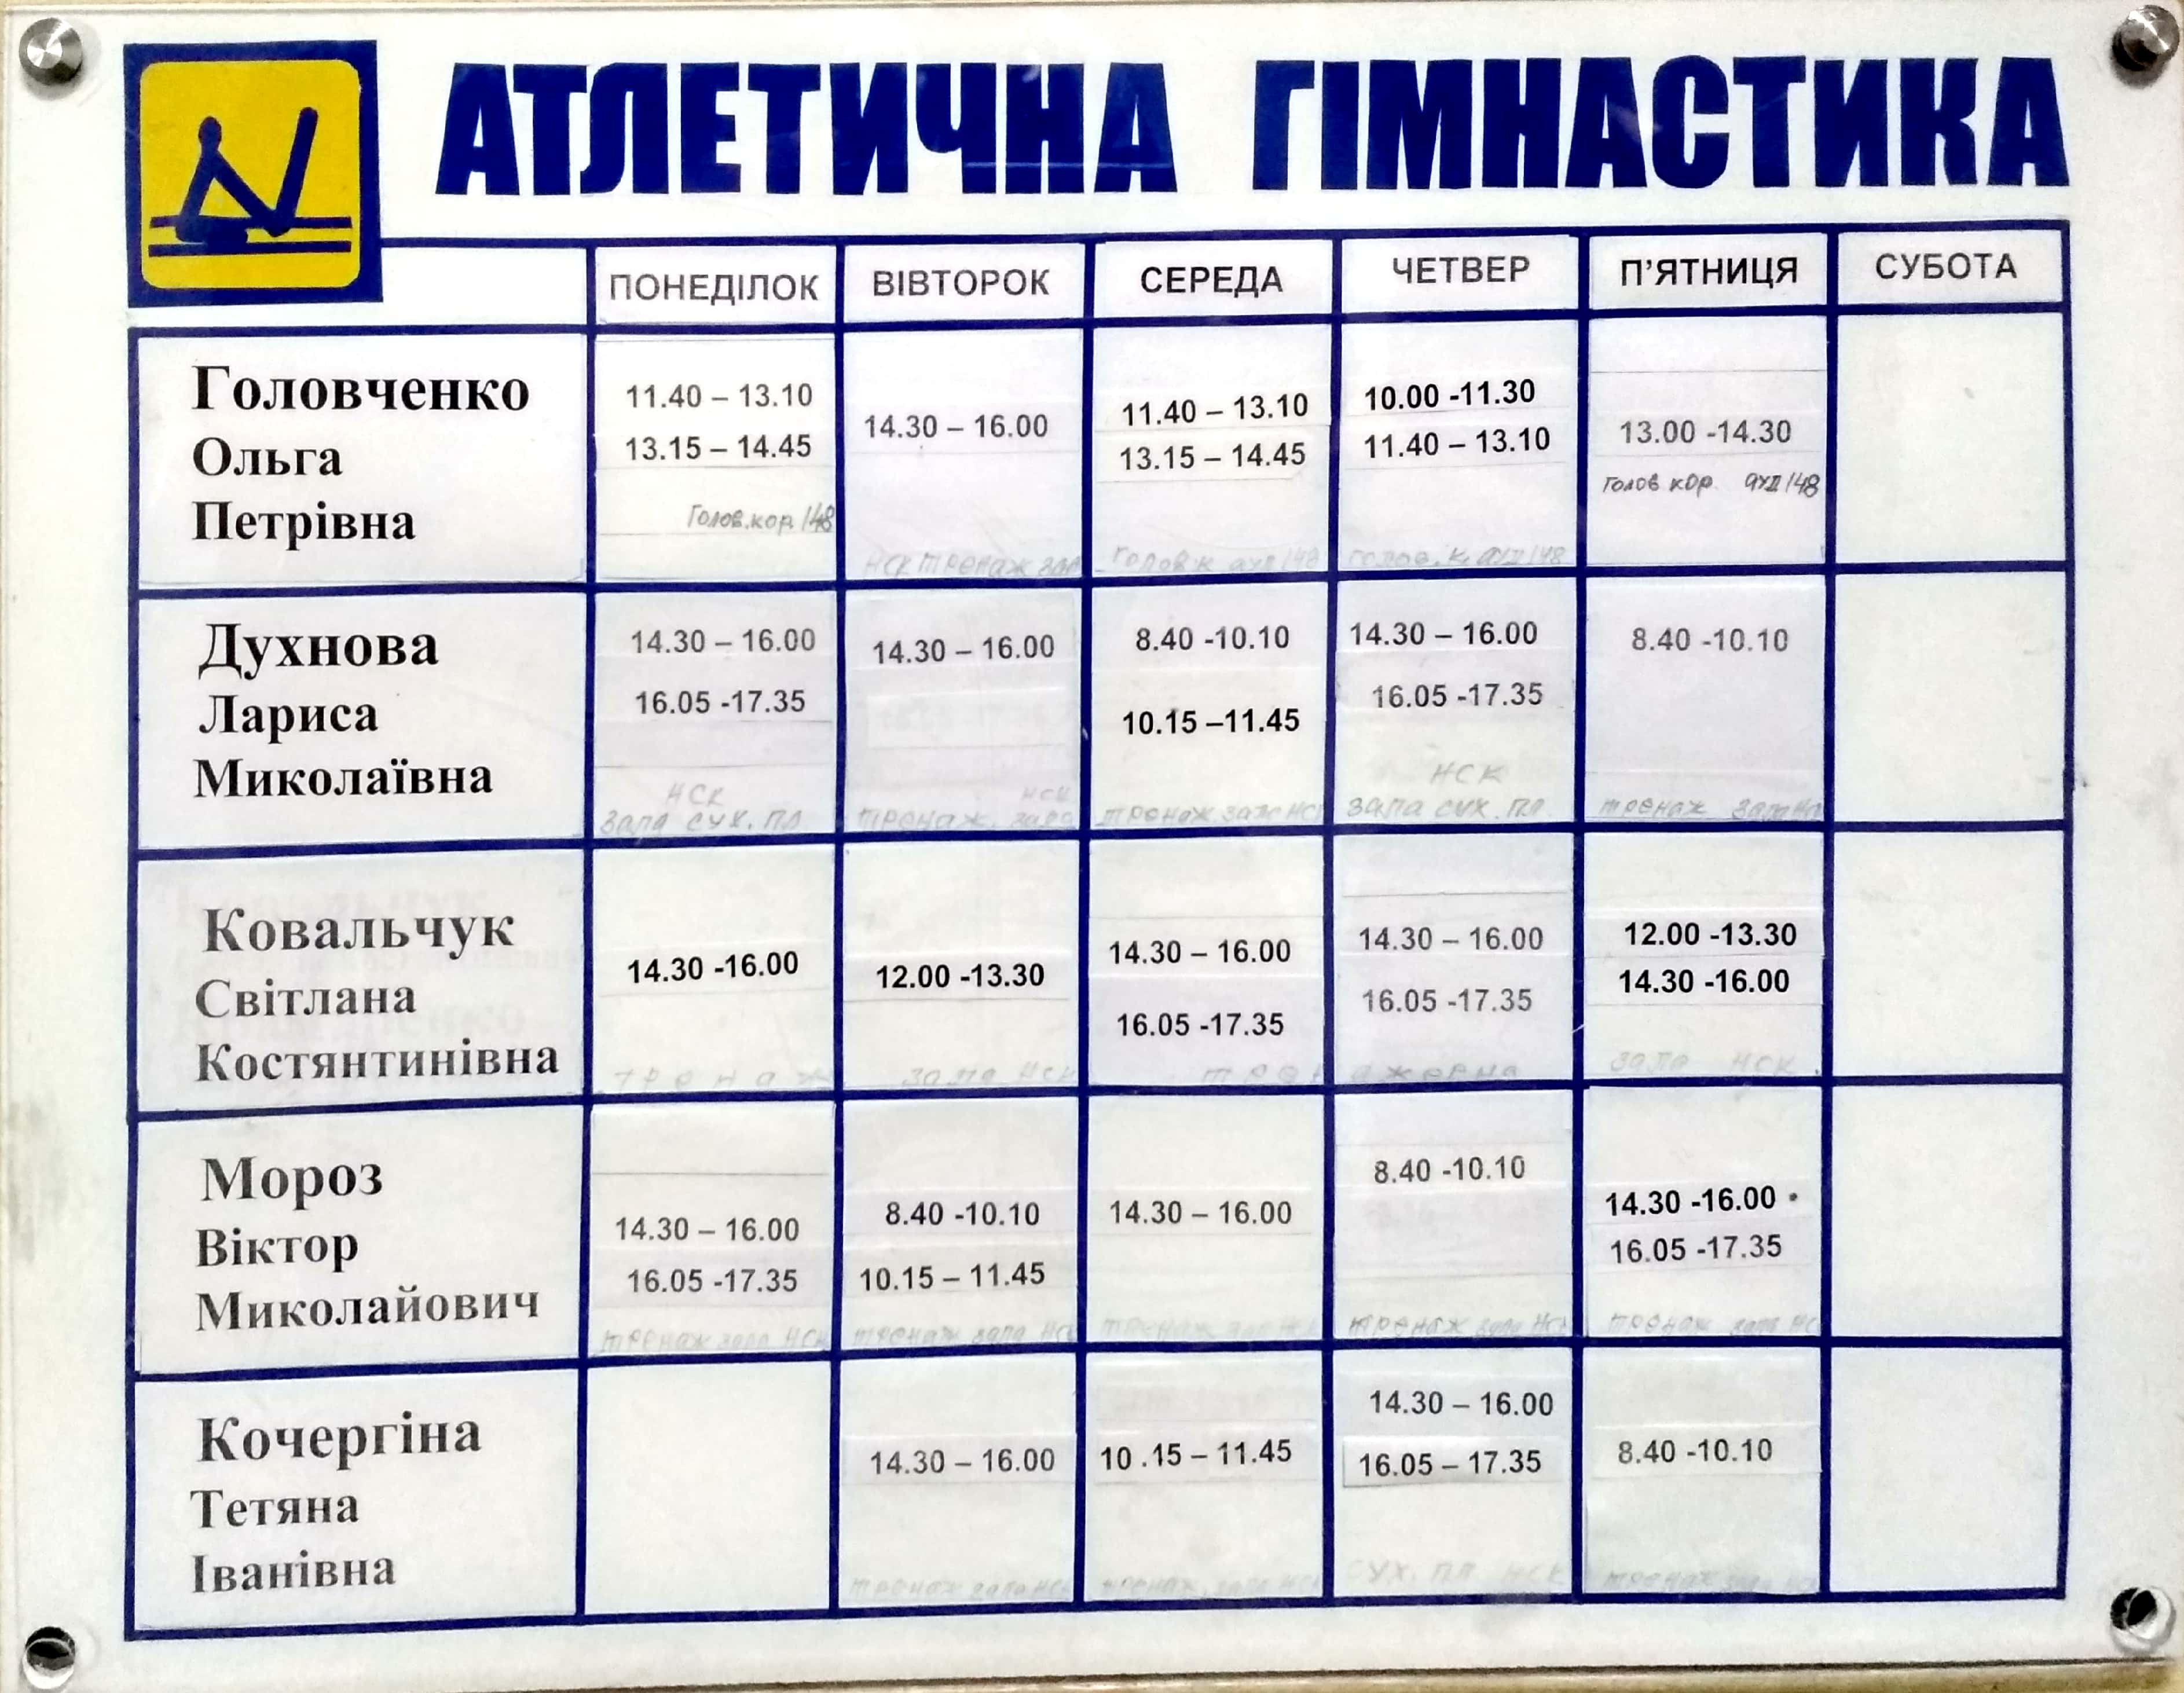 АТЛЕТИЧНА ГІМНАСТИКА
ПОНЕДІЛОК ВІВТОРОК СЕРЕДА ЧЕТВЕР П'ЯТНИЦЯ СУБОТА
Головченко
Ольга
Петрівна
11.40 – 13.10
13.15 – 14.45
Голов.кор. 148
14.30 – 16.00
НСК тренаж зал
11.40 – 13.10
13.15 – 14.45
Голов к ауд 148
10.00 -11.30
11.40 – 13.10
голов. к. ауд 148
13.00 -14.30
голов кор. ауд 148
Духнова
Лариса
Миколаївна
14.30 – 16.00
16.05 -17.35
НСК
зала сух. пл
14.30 – 16.00
НСК
тренаж. зала
8.40 -10.10
10.15 –11.45
тренаж зала НСК
14.30 – 16.00
16.05 -17.35
НСК
зала сух. пл
8.40 -10.10
тренаж зала
Ковальчук
Світлана
Костянтинівна
14.30 -16.00
тренаж
12.00 -13.30
зала НСК
14.30 – 16.00
16.05 -17.35
14.30 – 16.00
16.05 -17.35
тренажерна
12.00 -13.30
14.30 -16.00
зала НСК
Мороз
Віктор
Миколайович
14.30 – 16.00
16.05 -17.35
тренаж зала НСК
8.40 -10.10
10.15 – 11.45
тренаж зала НСК
14.30 – 16.00
тренаж
8.40 -10.10
тренаж зала НСК
14.30 -16.00
16.05 -17.35
тренаж зала НС
Кочергіна
Тетяна
Іванівна
14.30 – 16.00
тренаж зала НСК
10 .15 – 11.45
тренаж. зала НСК
14.30 – 16.00
16.05 – 17.35
сух. пл НСК
8.40 -10.10
тренаж